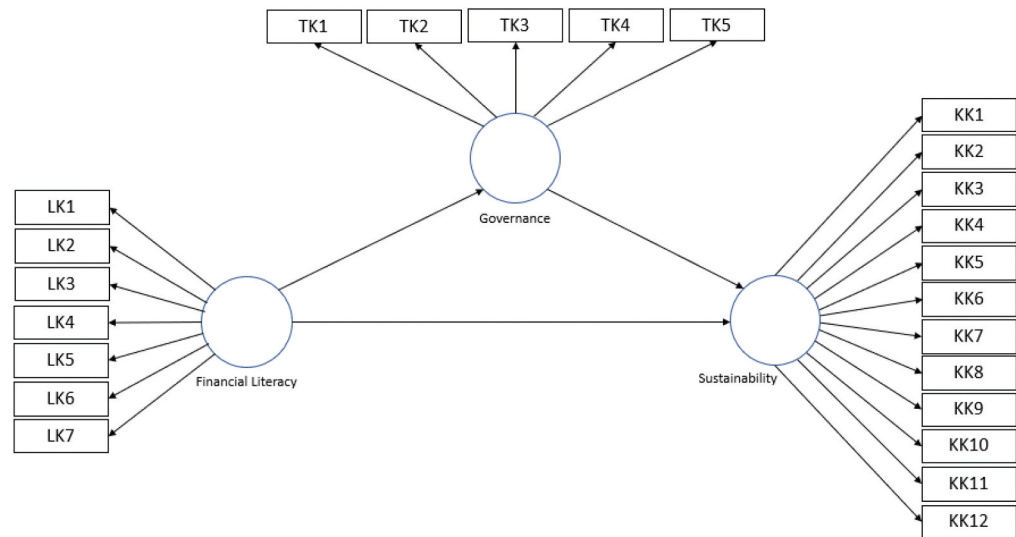 TK1
TK2
TK3
TK4
TK5
Governance
LK1
LK2
LK3
LK4
LK5
LK6
LK7
Financial Literacy
Sustainability
KK1
KK2
KK3
KK4
KK5
KK6
KK7
KK8
KK9
KK10
KK11
KK12